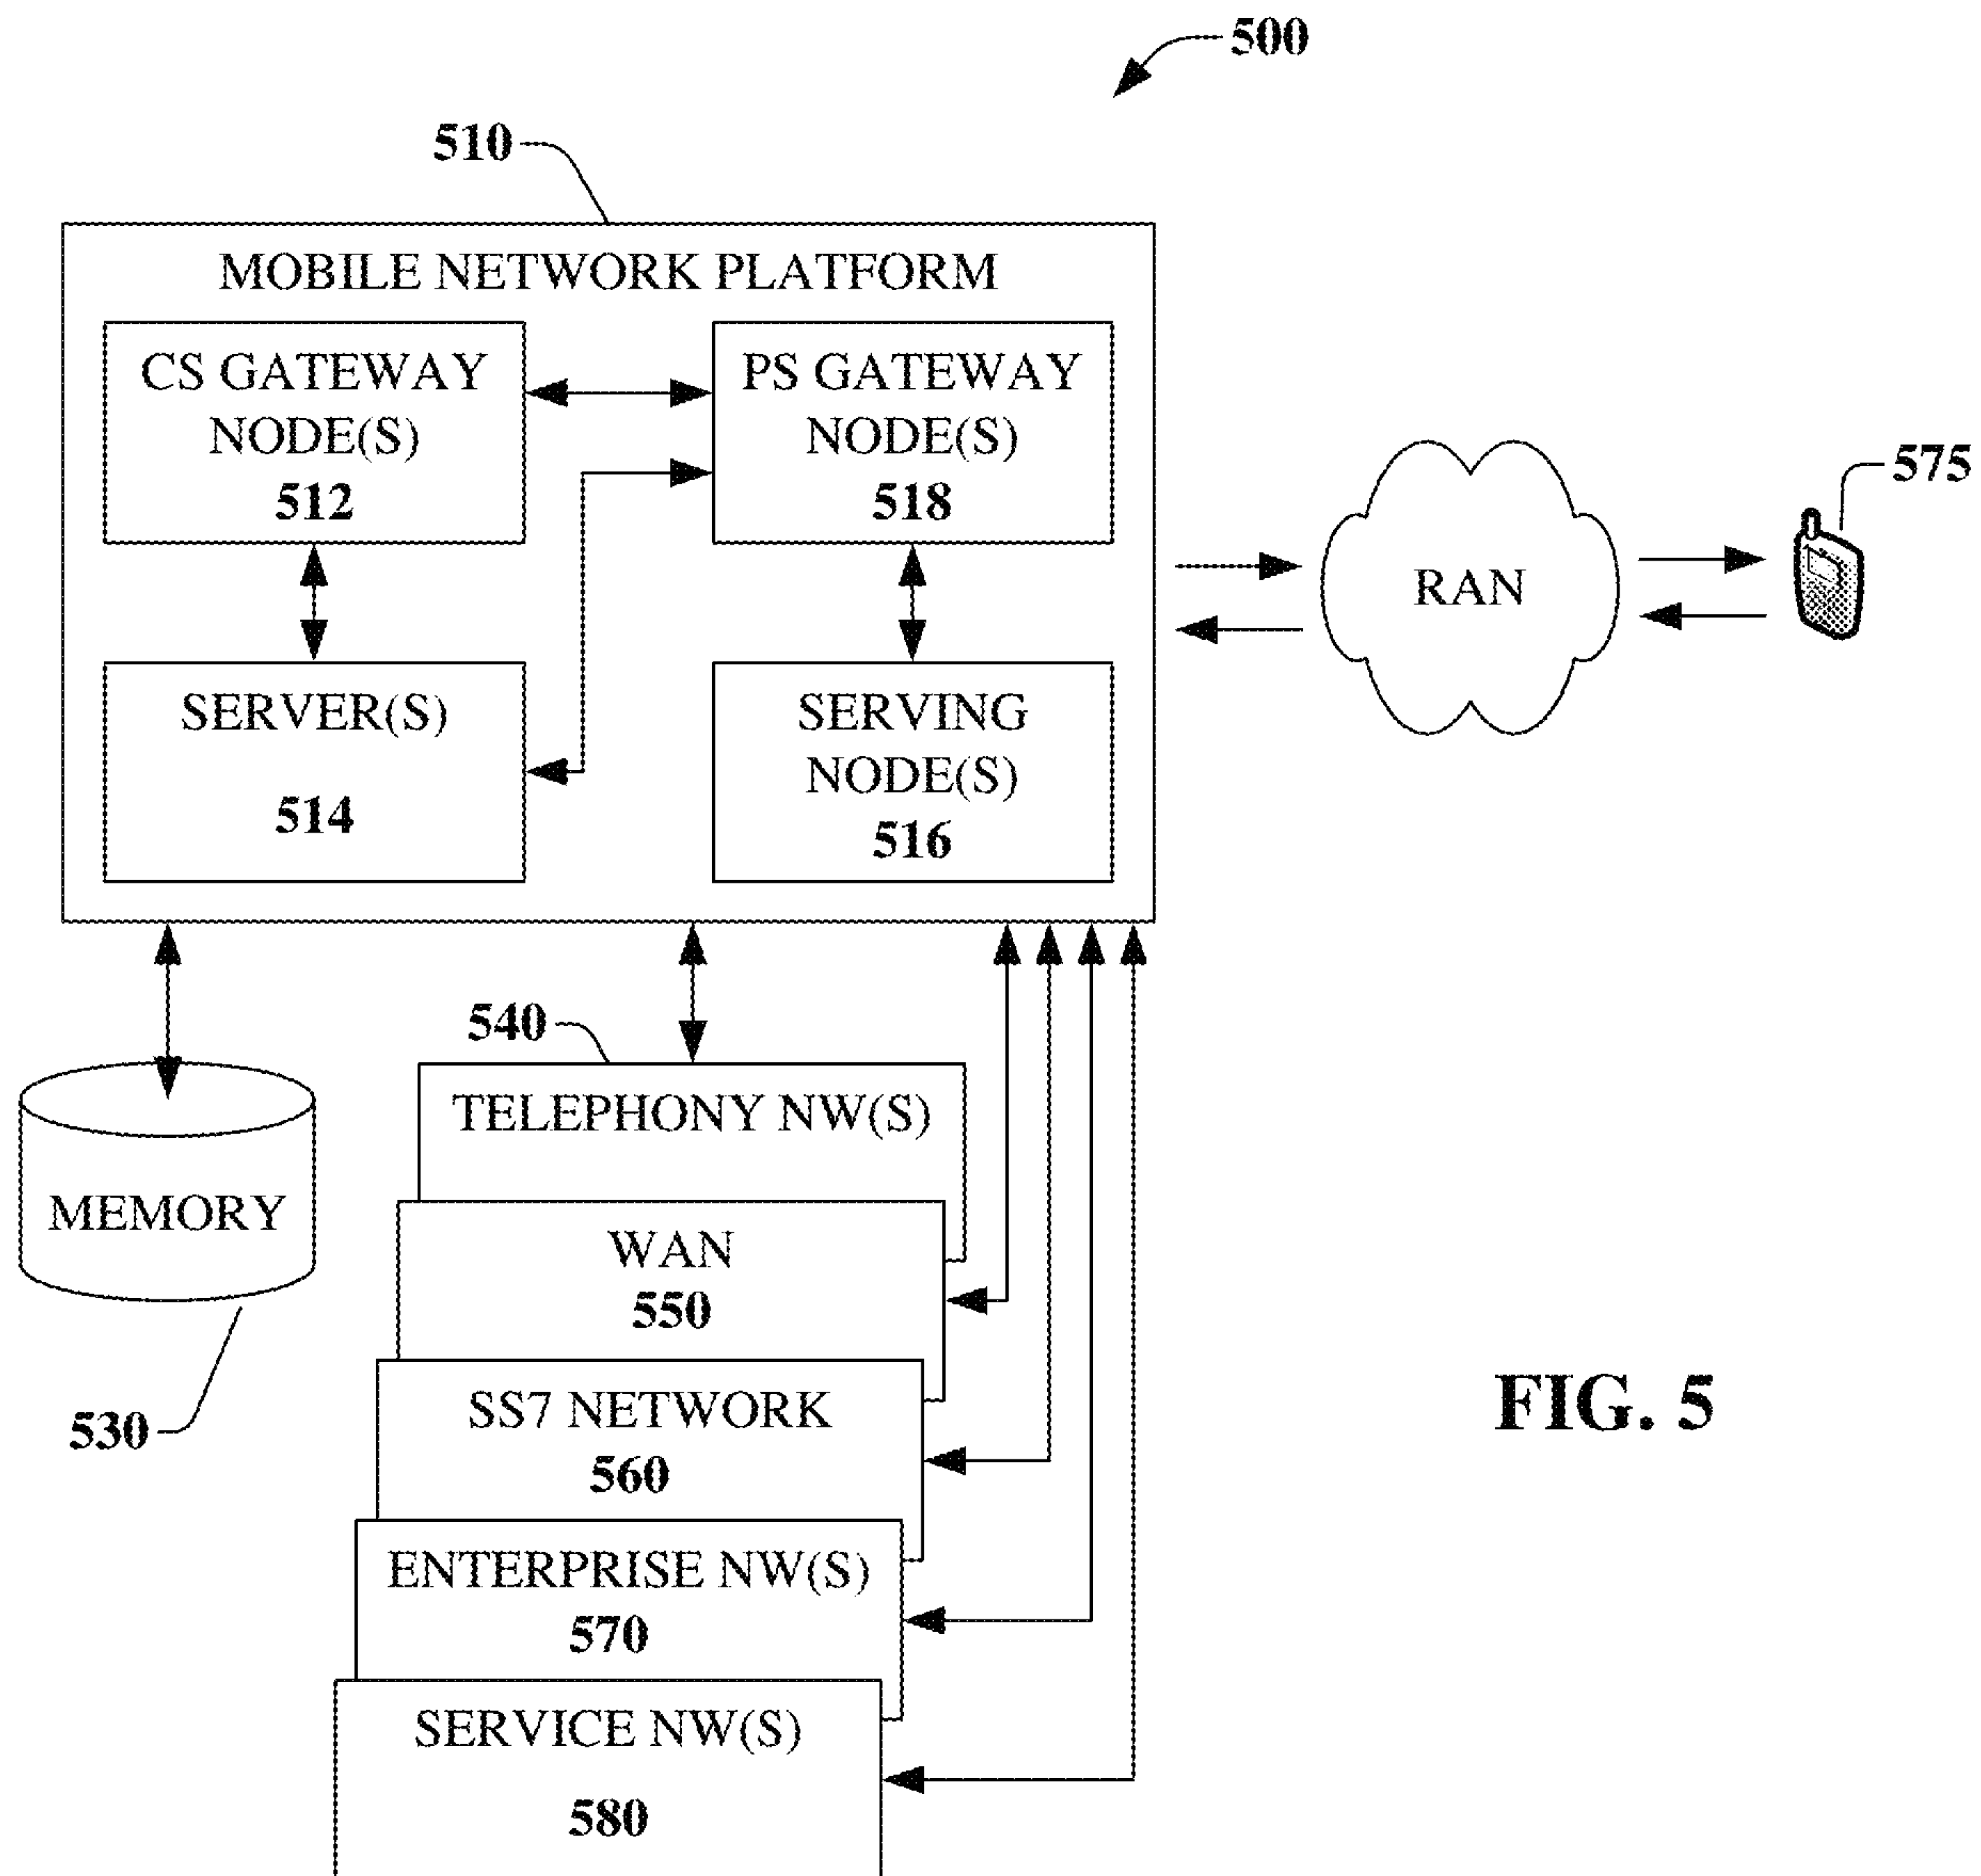 500
510
MOBILE NETWORK PLATFORM
CS GATEWAY
NODE(S)
512
PS GATEWAY
NODE(S)
518
SERVER(S)
514
SERVING
NODE(S)
516
RAN
575
540
TELEPHONY NW(S)
MEMORY
530
WAN
550
SS7 NETWORK
560
ENTERPRISE NW(S)
570
SERVICE NW(S)
580
FIG. 5